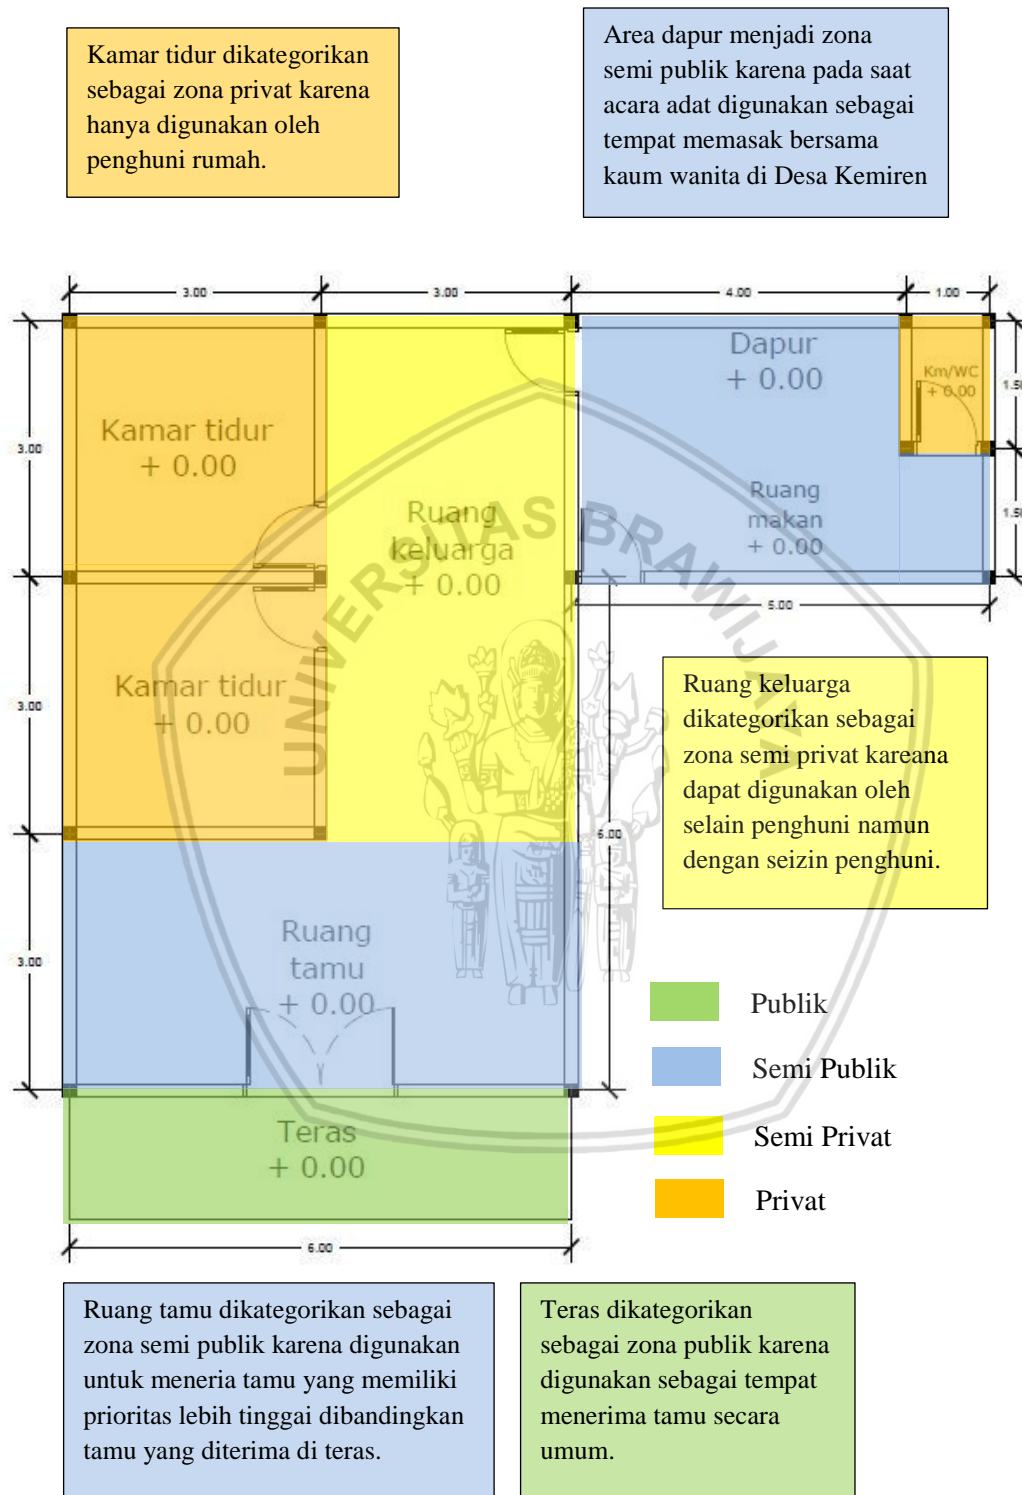 Kamar tidur dikategorikan
sebagai zona privat karena
hanya digunakan oleh
penghuni rumah.
Area dapur menjadi zona
semi publik karena pada saat
acara adat digunakan sebagai
tempat memasak bersama
kaum wanita di Desa Kemiren
3.00
3.00
4.00
1.00
3.00
3.00
3.00
1.50
1.50
Kamar tidur
+ 0.00
Kamar tidur
+ 0.00
Ruang
keluarga
+ 0.00
Dapur
+ 0.00
Km/WC
+ 0.00
Ruang
makan
+ 0.00
5.00
6.00
UNIVERSITAS BRAWIJAYA
Ruang keluarga
dikategorikan sebagai
zona semi privat kareana
dapat digunakan oleh
selain penghuni namun
dengan seizin penghuni.
Ruang
tamu
+ 0.00
Teras
+ 0.00
6.00
Publik
Semi Publik
Semi Privat
Privat
Ruang tamu dikategorikan sebagai
zona semi publik karena digunakan
untuk meneria tamu yang memiliki
prioritas lebih tinggai dibandingkan
tamu yang diterima di teras.
Teras dikategorikan
sebagai zona publik karena
digunakan sebagai tempat
menerima tamu secara
umum.